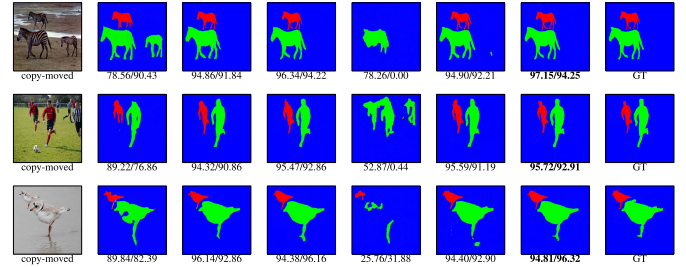 copy-moved 78.56/90.43 94.86/91.84 96.34/94.22 78.26/0.00 94.90/92.21 97.15/94.25 GT
copy-moved 89.22/76.86 94.32/90.86 95.47/92.86 52.87/0.44 95.59/91.19 95.72/92.91 GT
copy-moved 89.84/82.39 96.14/92.86 94.38/96.16 25.76/31.88 94.40/92.90 94.81/96.32 GT